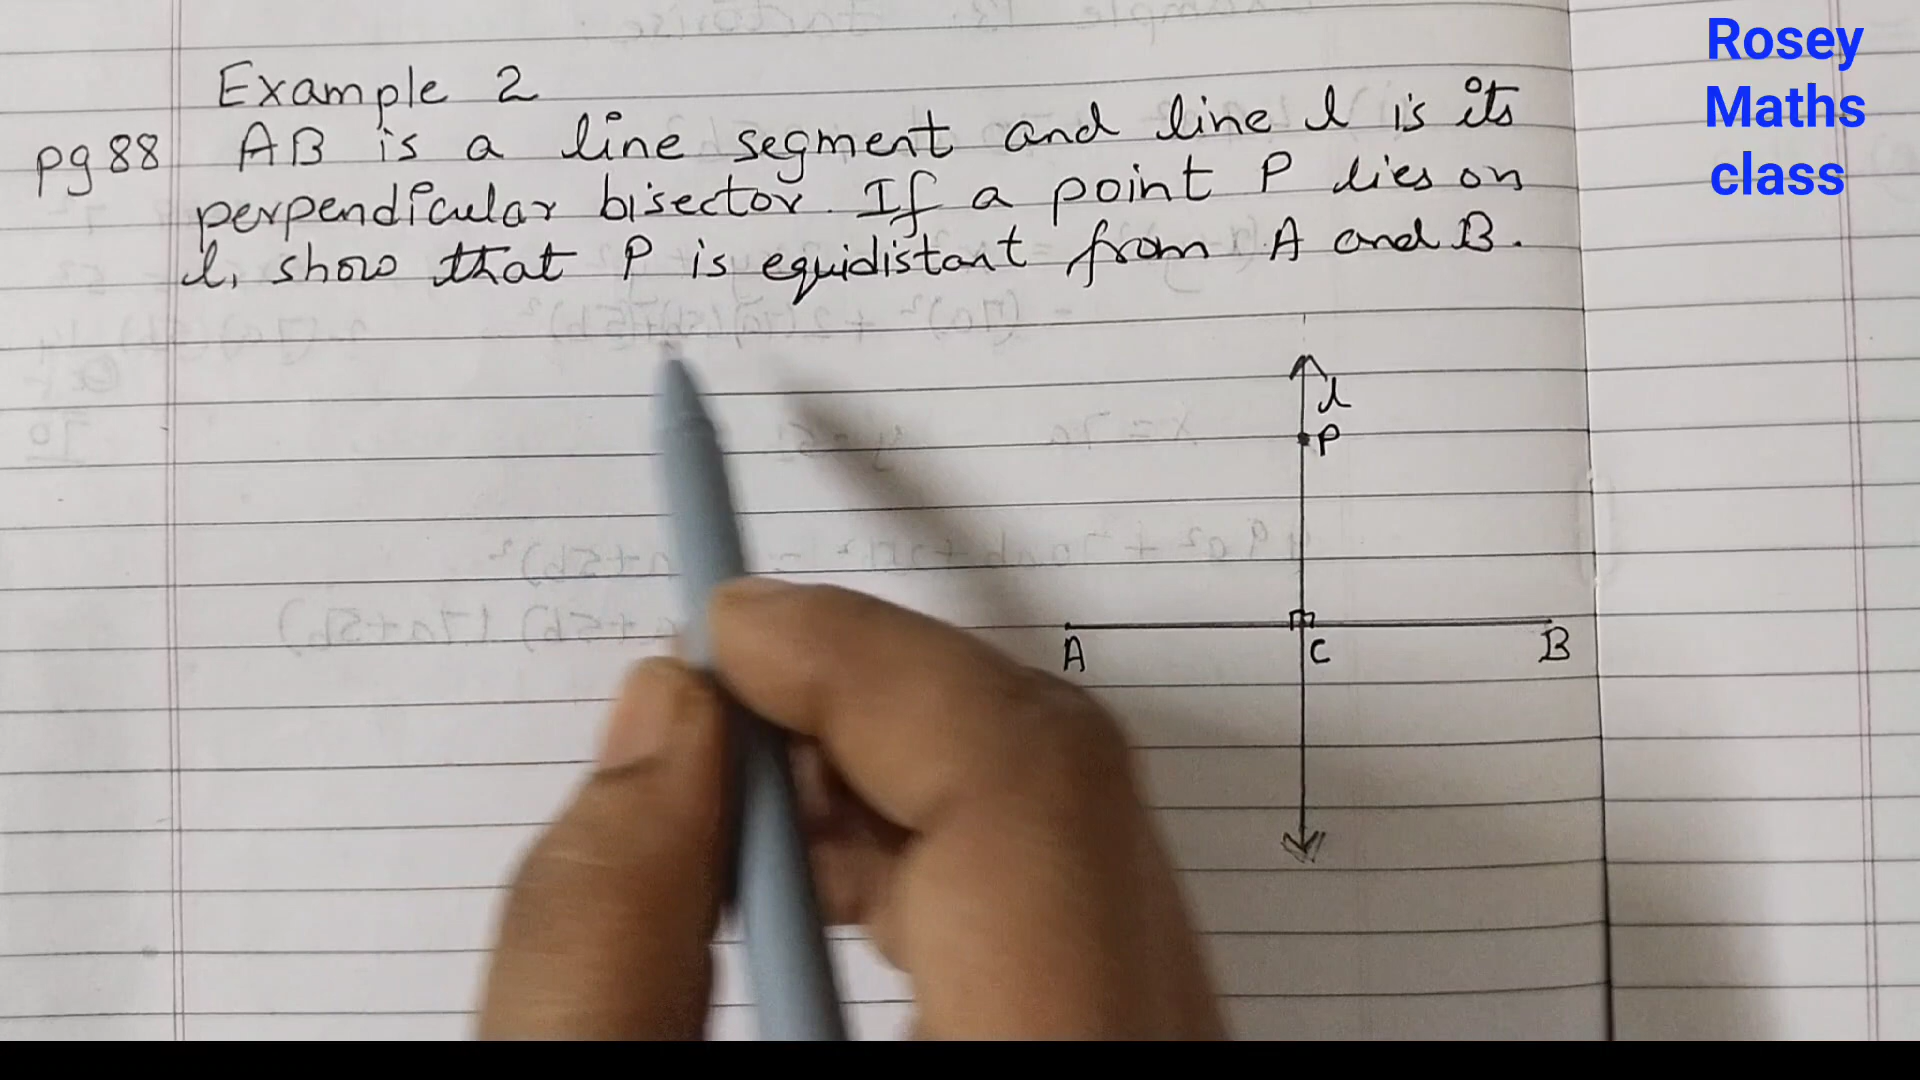 Example 2
pg 88 AB is a line segment and line l is its
perpendicular bisector. If a point P lies on
l, show that P is equidistant from A and B.
l
P
A C B
Rosey
Maths
class